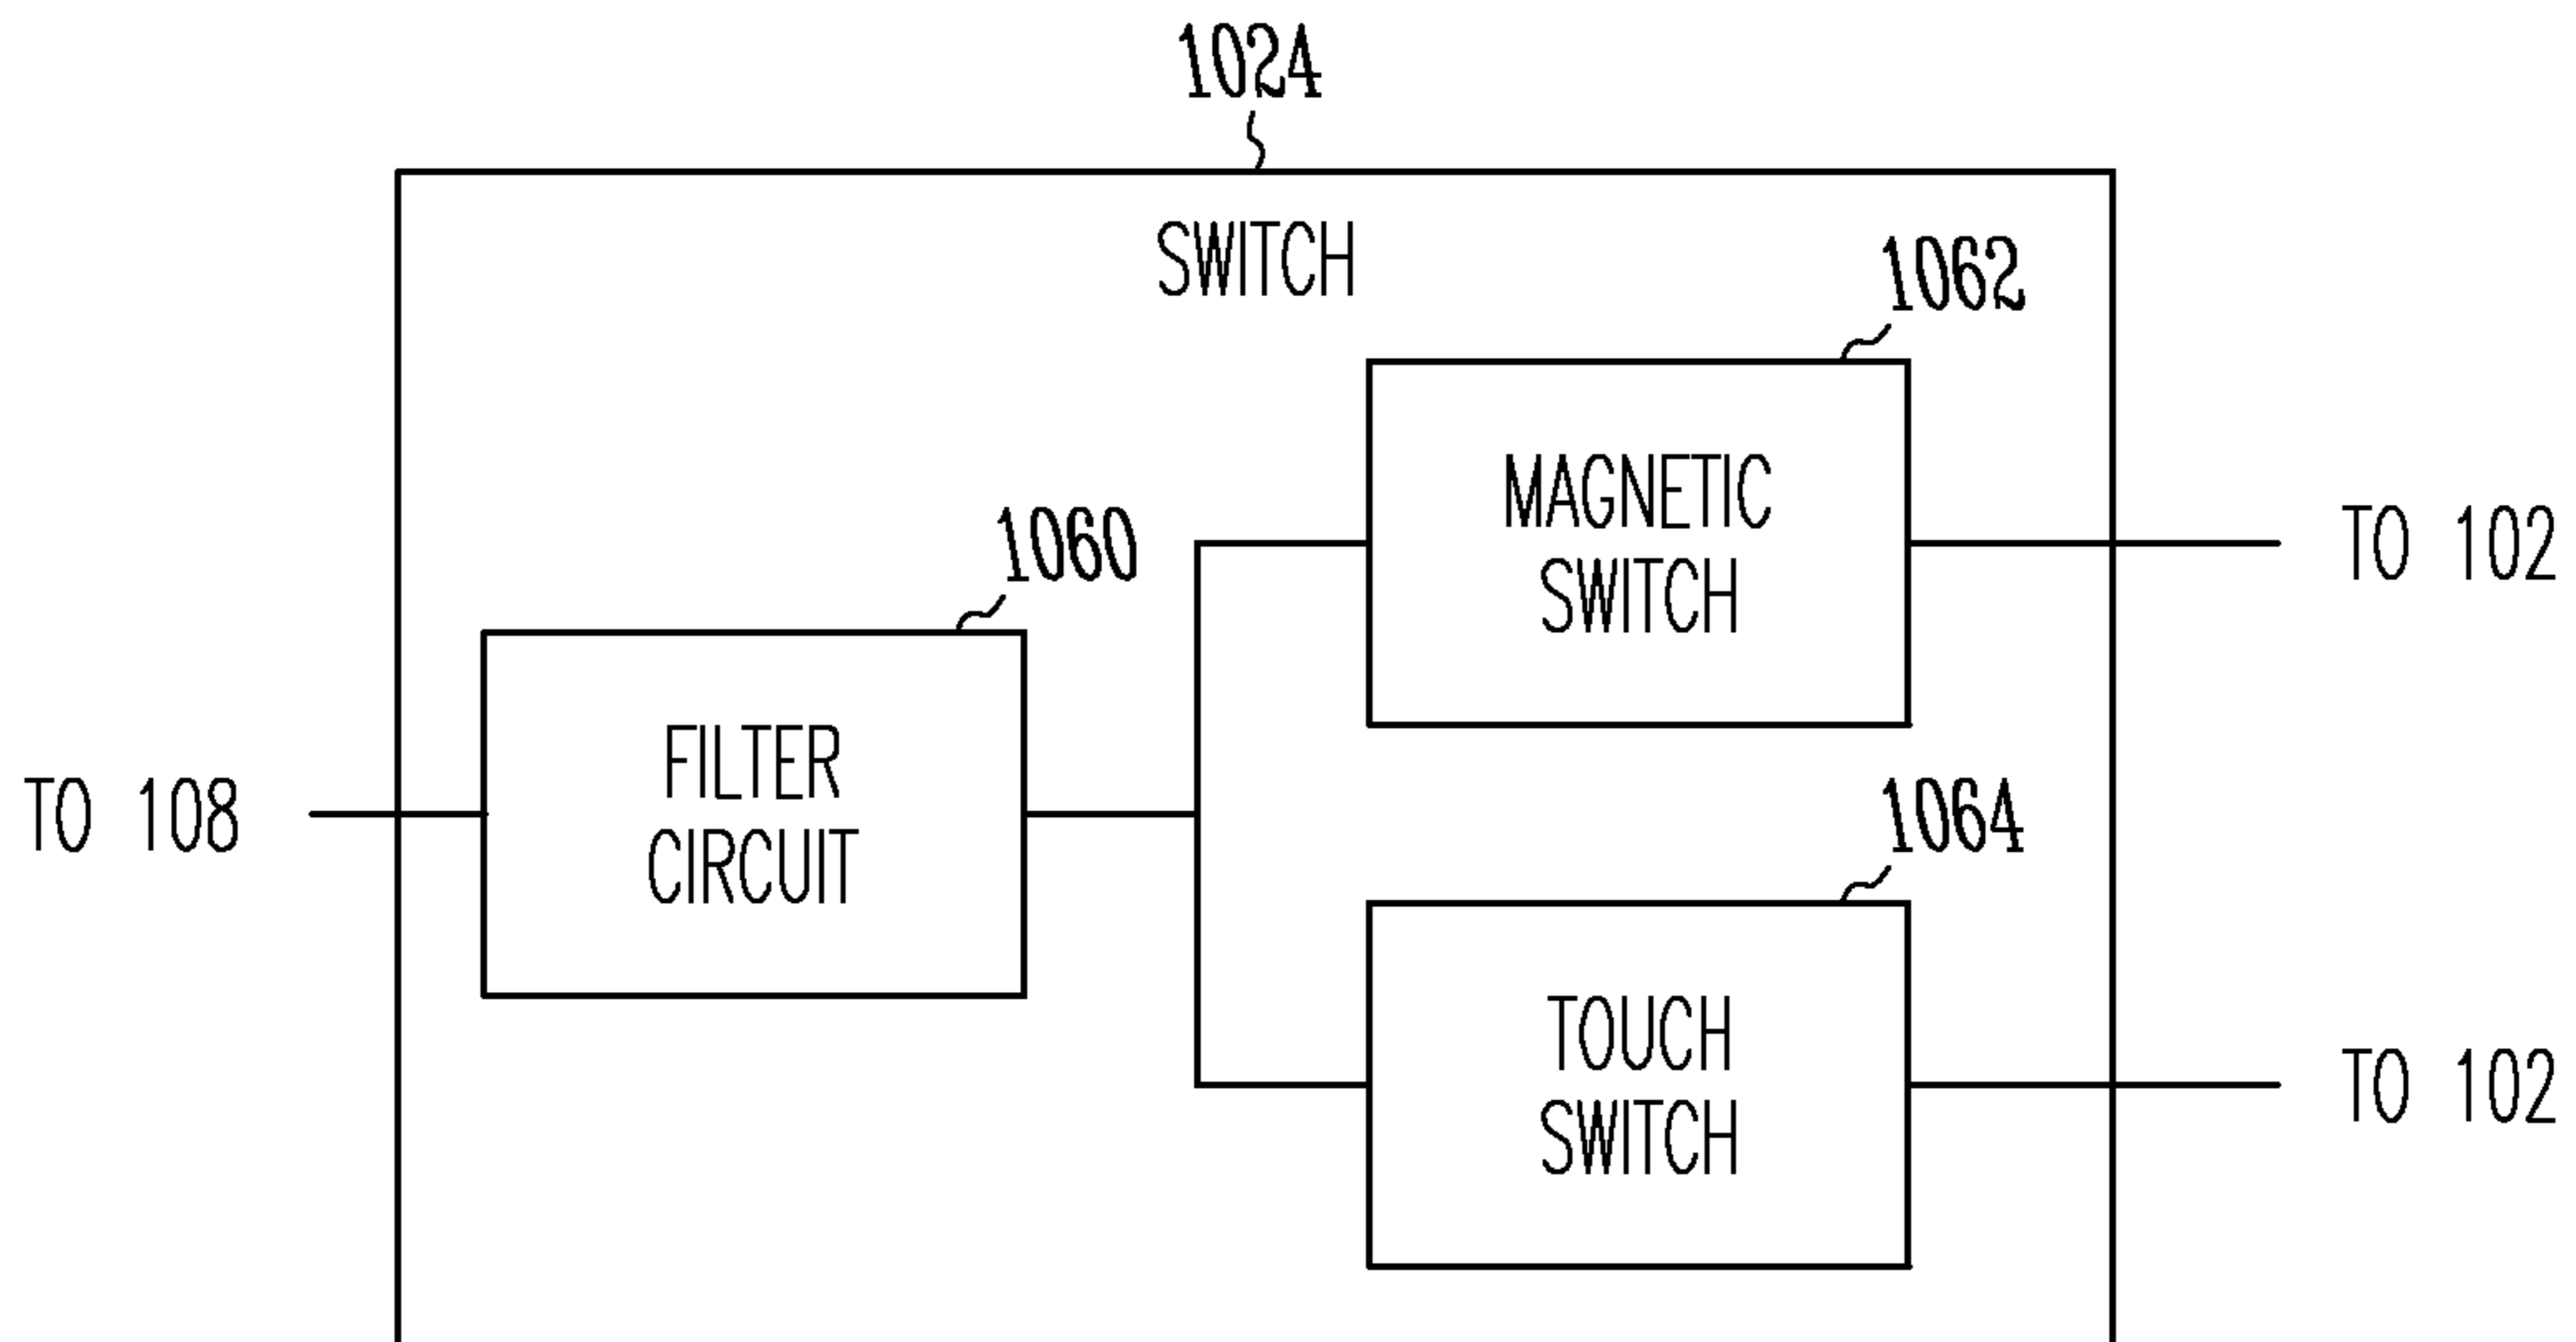 1024
SWITCH
1062
MAGNETIC
SWITCH
TO 102
1060
FILTER
CIRCUIT
TO 108
1064
TOUCH
SWITCH
TO 102